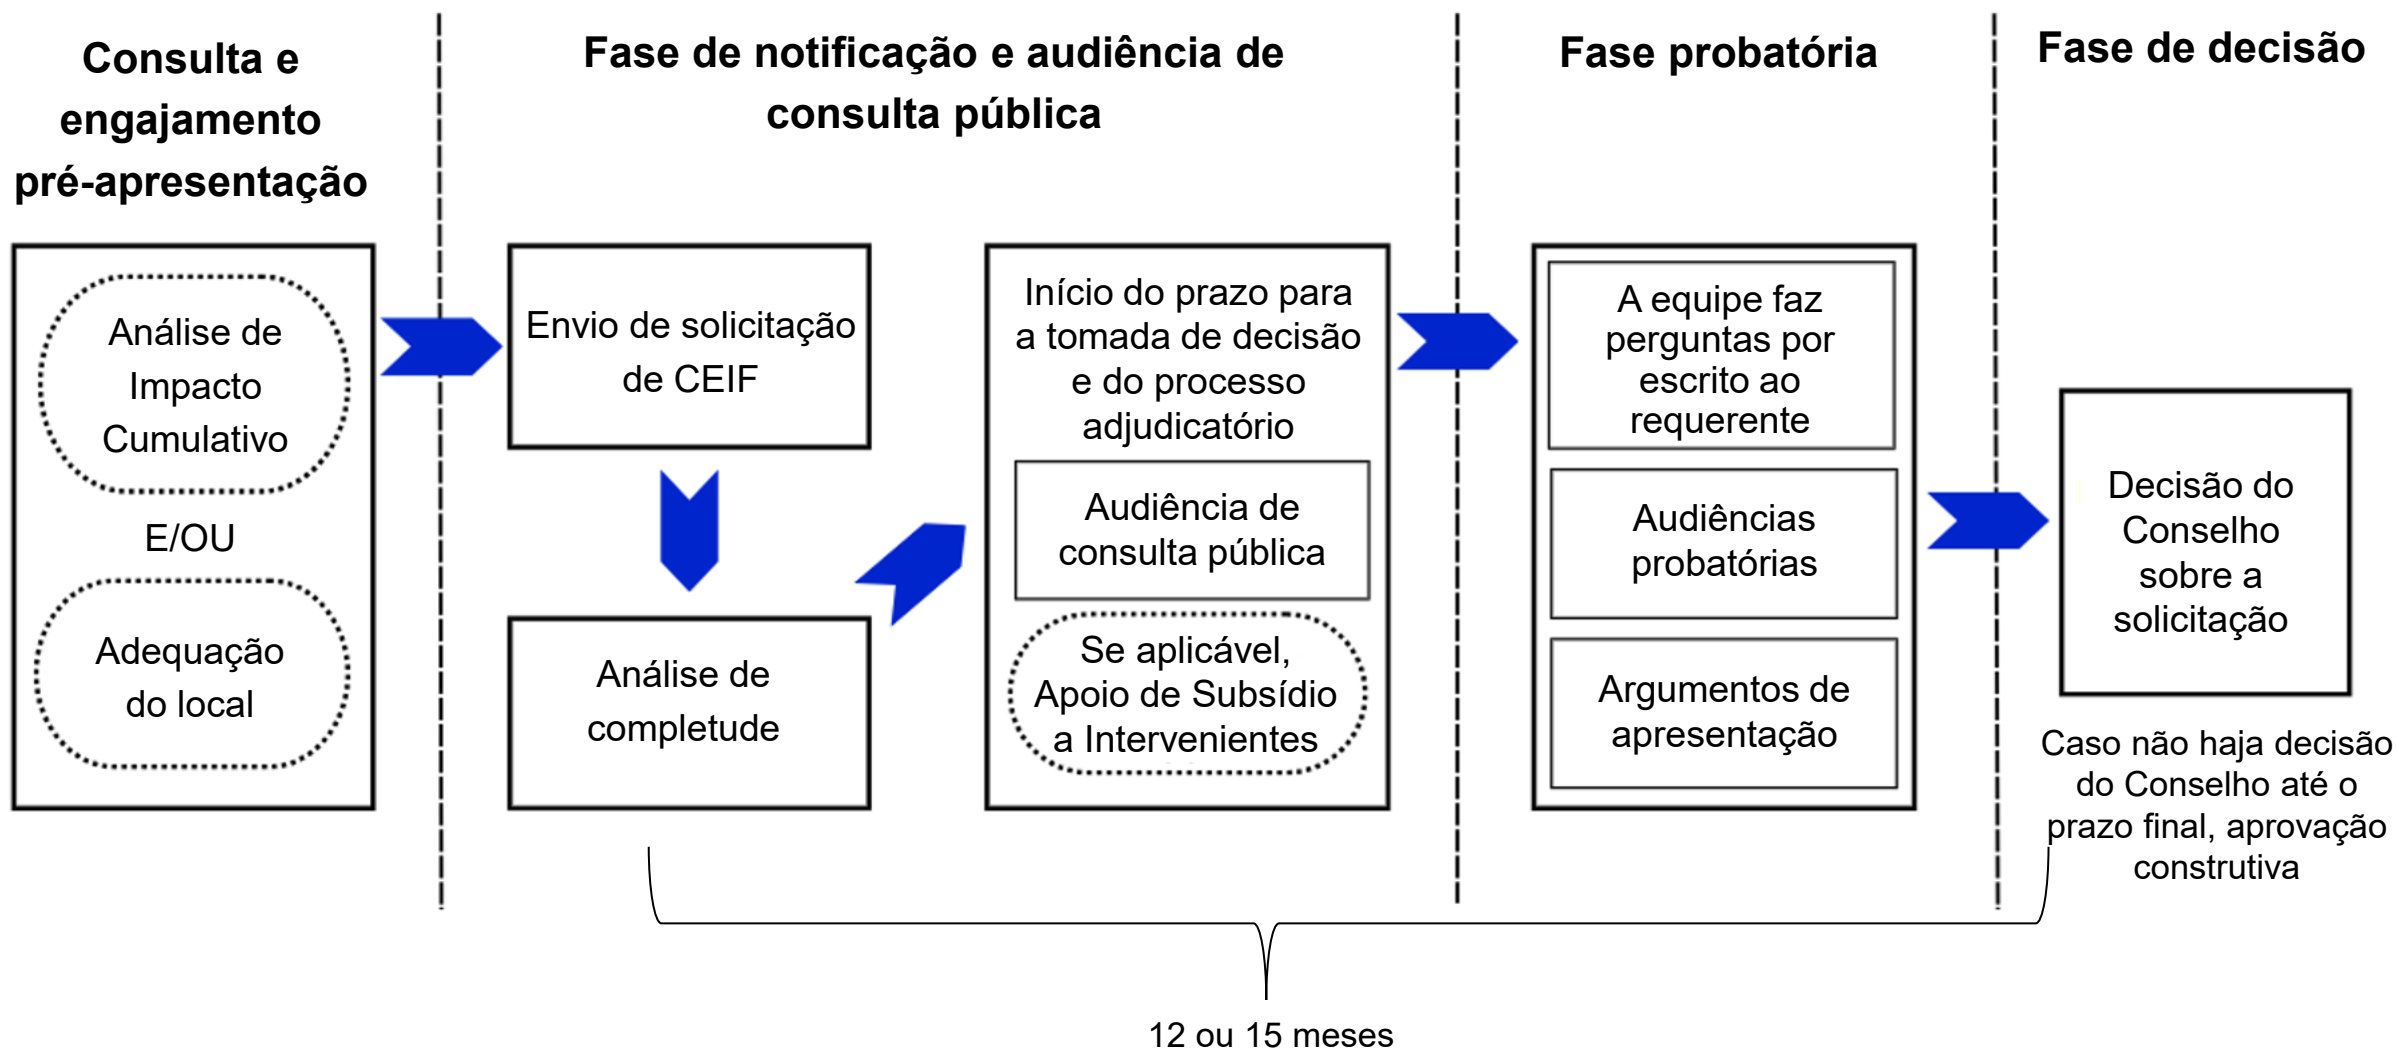 Consulta e
engajamento
pré-apresentação
Análise de
Impacto
Cumulativo
E/OU
Adequação
do local
Fase de notificação e audiência de
consulta pública
Envio de solicitação
de CEIF
Análise de
completude
Início do prazo para
a tomada de decisão
e do processo
adjudicatório
Audiência de
consulta pública
Se aplicável,
Apoio de Subsídio
a Intervenientes
Fase probatória
A equipe faz
perguntas por
escrito ao
requerente
Audiências
probatórias
Argumentos de
apresentação
Fase de decisão
Decisão do
Conselho
sobre a
solicitação
Caso não haja decisão
do Conselho até o
prazo final, aprovação
construtiva
12 ou 15 meses